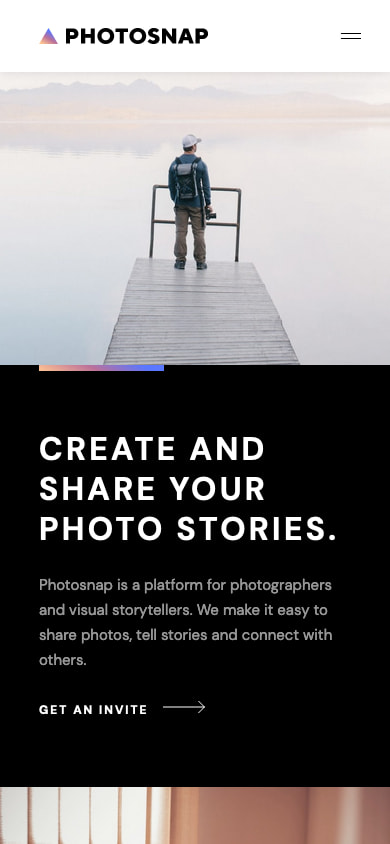 PHOTOSNAP
CREATE AND
SHARE YOUR
PHOTO STORIES.
Photosnap is a platform for photographers
and visual storytellers. We make it easy to
share photos, tell stories and connect with
others.
GET AN INVITE